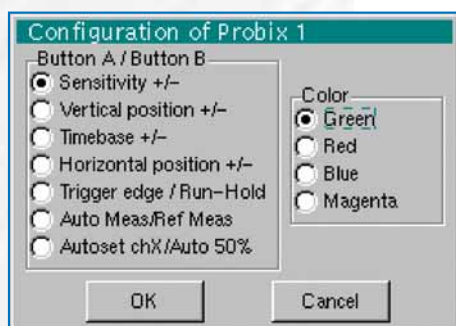 Configuration of Probix 1
Button A / Button B
Sensitivity +/-
Vertical position +/-
Timebase +/-
Horizontal position +/-
Trigger edge / Run-Hold
Auto Meas/Ref Meas
Autoset chX/Auto 50%
Color
Green
Red
Blue
Magenta
OK
Cancel